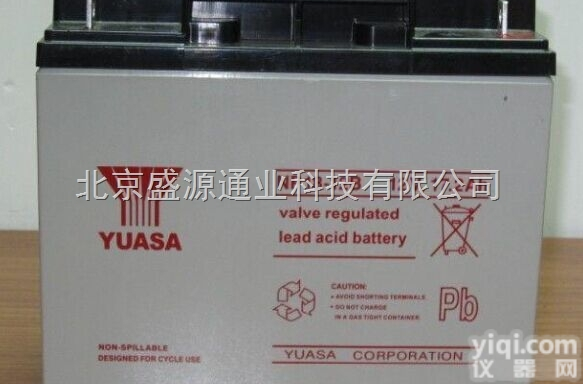 北京盛源通业科技有限公司
valve regulated
lead acid battery
YUASA
CAUTION:
• AVOID SHORTING TERMINALS
• DO NOT CHARGE
IN A GAS TIGHT CONTAINER
Pb
NON-SPILLABLE
DESIGNED FOR CYCLE USE
YUASA CORPORATION
yiqi.com
仪器网